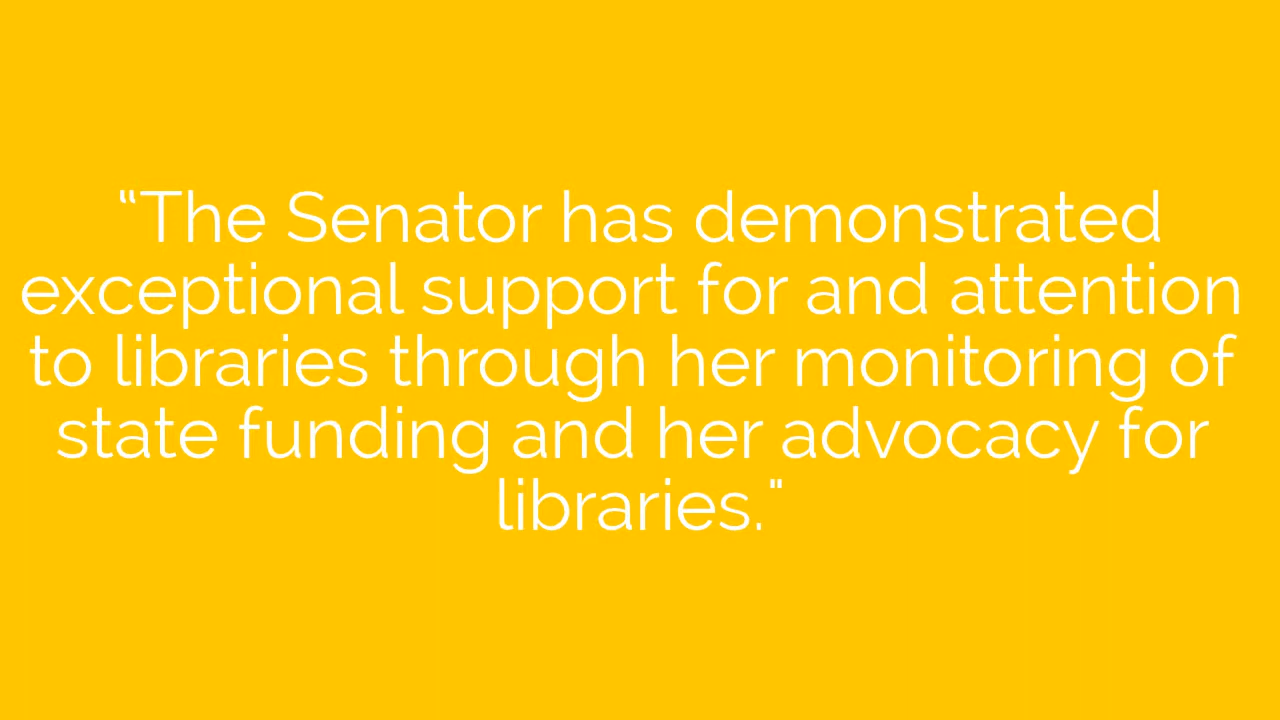 “The Senator has demonstrated
exceptional support for and attention
to libraries through her monitoring of
state funding and her advocacy for
libraries."